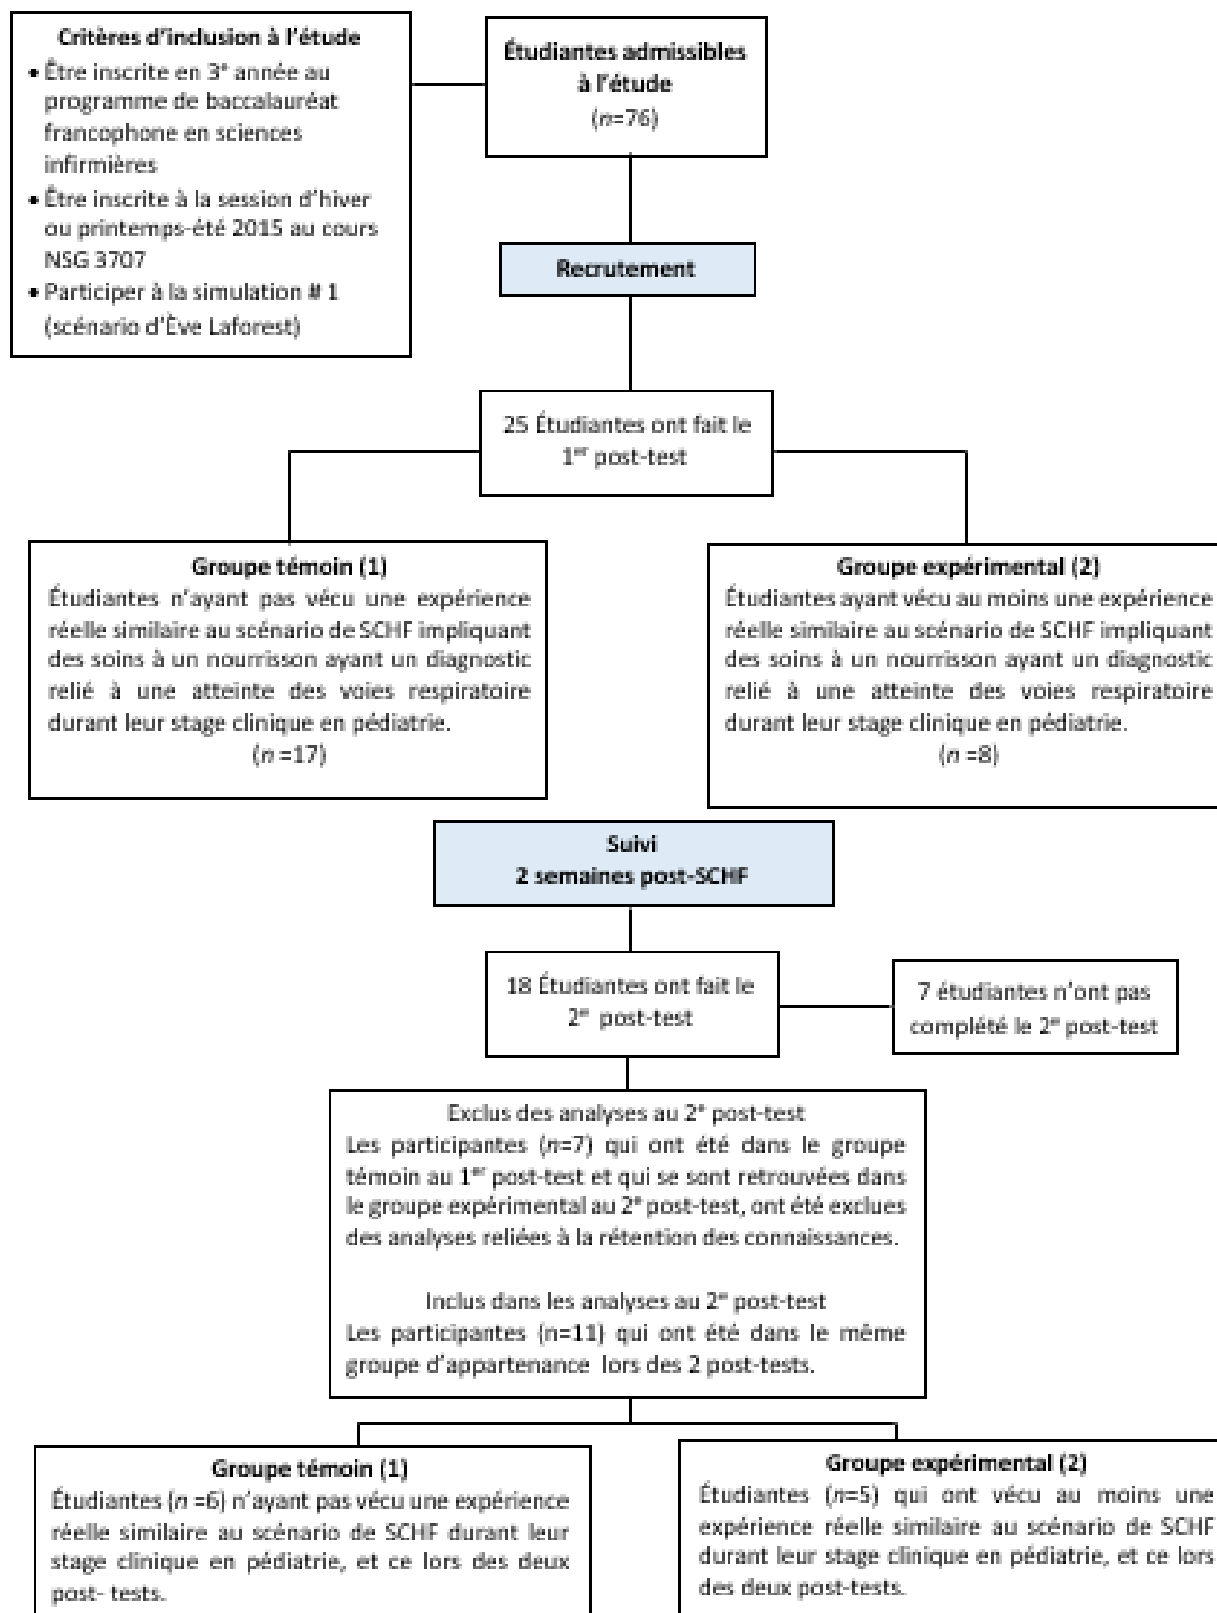 Critères d'inclusion à l'étude
• Être inscrite en 3e année au
programme de baccalauréat
francophone en sciences
infirmières
• Être inscrite à la session d'hiver
ou printemps-été 2015 au cours
NSG 3707
• Participer à la simulation # 1
(scénario d'Ève Laforest)
Étudiantes admissibles
à l'étude
(n=76)
Recrutement
25 Étudiantes ont fait le
1er post-test
Groupe témoin (1)
Étudiantes n'ayant pas vécu une expérience
réelle similaire au scénario de SCHF impliquant
des soins à un nourrisson ayant un diagnostic
relié à une atteinte des voies respiratoire
durant leur stage clinique en pédiatrie.
(n =17)
Groupe expérimental (2)
Étudiantes ayant vécu au moins une expérience
réelle similaire au scénario de SCHF impliquant
des soins à un nourrisson ayant un diagnostic
relié à une atteinte des voies respiratoire
durant leur stage clinique en pédiatrie.
(n =8)
Suivi
2 semaines post-SCHF
18 Étudiantes ont fait le
2e post-test
7 étudiantes n'ont pas
complété le 2e post-test
Exclus des analyses au 2e post-test
Les participantes (n=7) qui ont été dans le groupe
témoin au 1er post-test et qui se sont retrouvées dans
le groupe expérimental au 2e post-test, ont été exclues
des analyses reliées à la rétention des connaissances.
Inclus dans les analyses au 2e post-test
Les participantes (n=11) qui ont été dans le même
groupe d'appartenance lors des 2 post-tests.
Groupe témoin (1)
Étudiantes (n =6) n'ayant pas vécu une expérience
réelle similaire au scénario de SCHF durant leur
stage clinique en pédiatrie, et ce lors des deux
post- tests.
Groupe expérimental (2)
Étudiantes (n=5) qui ont vécu au moins une
expérience réelle similaire au scénario de SCHF
durant leur stage clinique en pédiatrie, et ce lors
des deux post-tests.